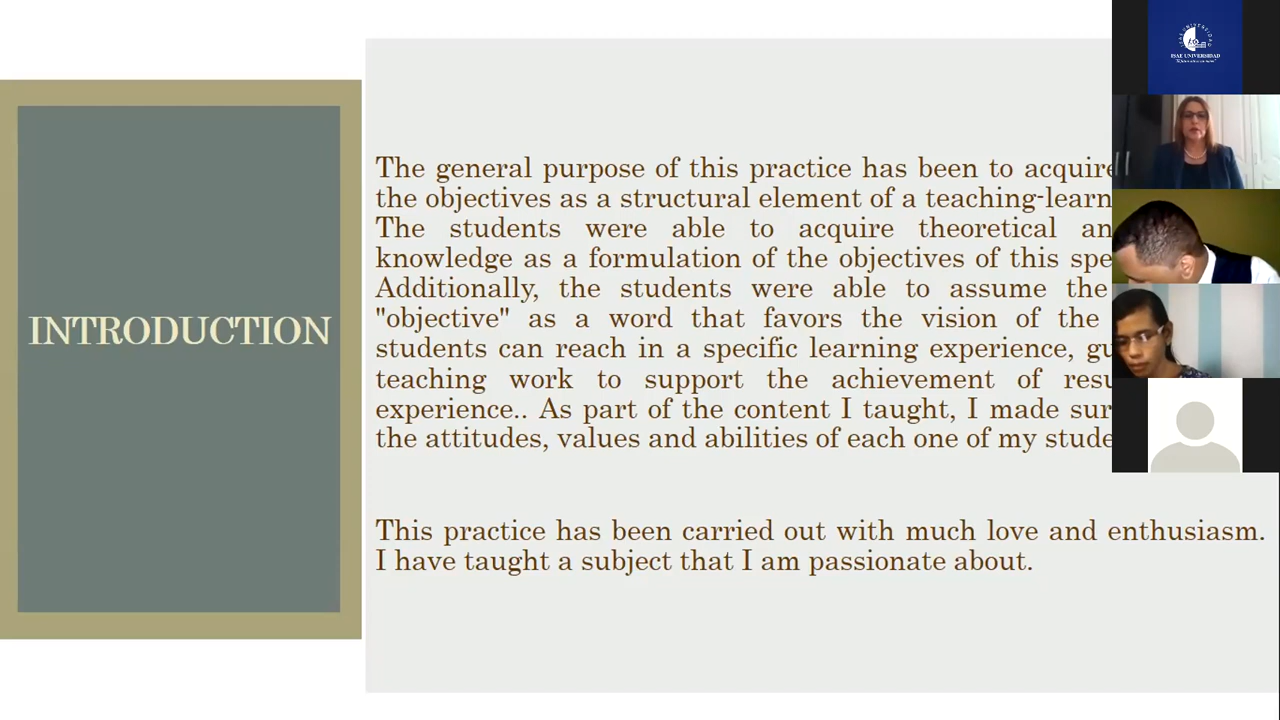 INTRODUCTION
The general purpose of this practice has been to acquire
the objectives as a structural element of a teaching-learn
The students were able to acquire theoretical an
knowledge as a formulation of the objectives of this spe
Additionally, the students were able to assume the
"objective" as a word that favors the vision of the
students can reach in a specific learning experience, gu
teaching work to support the achievement of resu
experience.. As part of the content I taught, I made sur
the attitudes, values and abilities of each one of my stude
This practice has been carried out with much love and enthusiasm.
I have taught a subject that I am passionate about.
ISAE UNIVERSIDAD